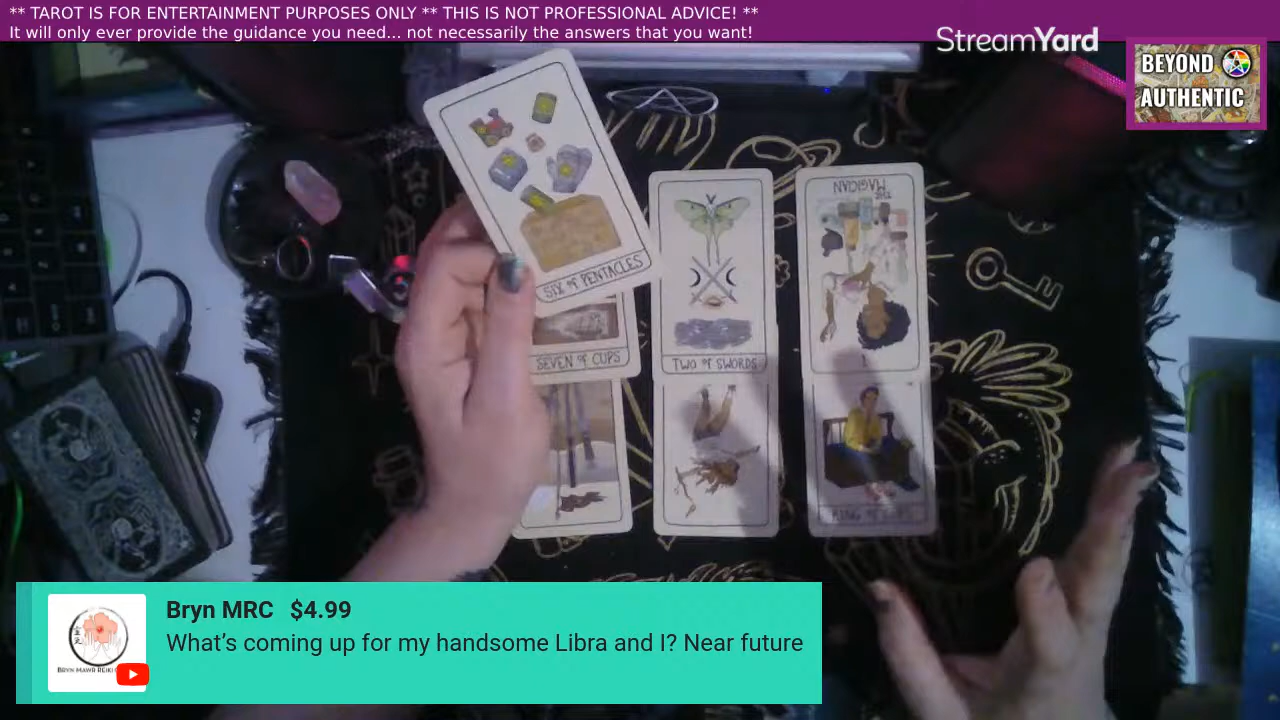 ** TAROT IS FOR ENTERTAINMENT PURPOSES ONLY ** THIS IS NOT PROFESSIONAL ADVICE! **
It will only ever provide the guidance you need... not necessarily the answers that you want!
StreamYard
BEYOND
AUTHENTIC
THE
MAGICIAN
SIX OF PENTACLES
SEVEN OF CUPS
TWO OF SWORDS
I
KING OF CUPS
Bryn MRC $4.99
What's coming up for my handsome Libra and I? Near future
BRYN MAWR REIKI